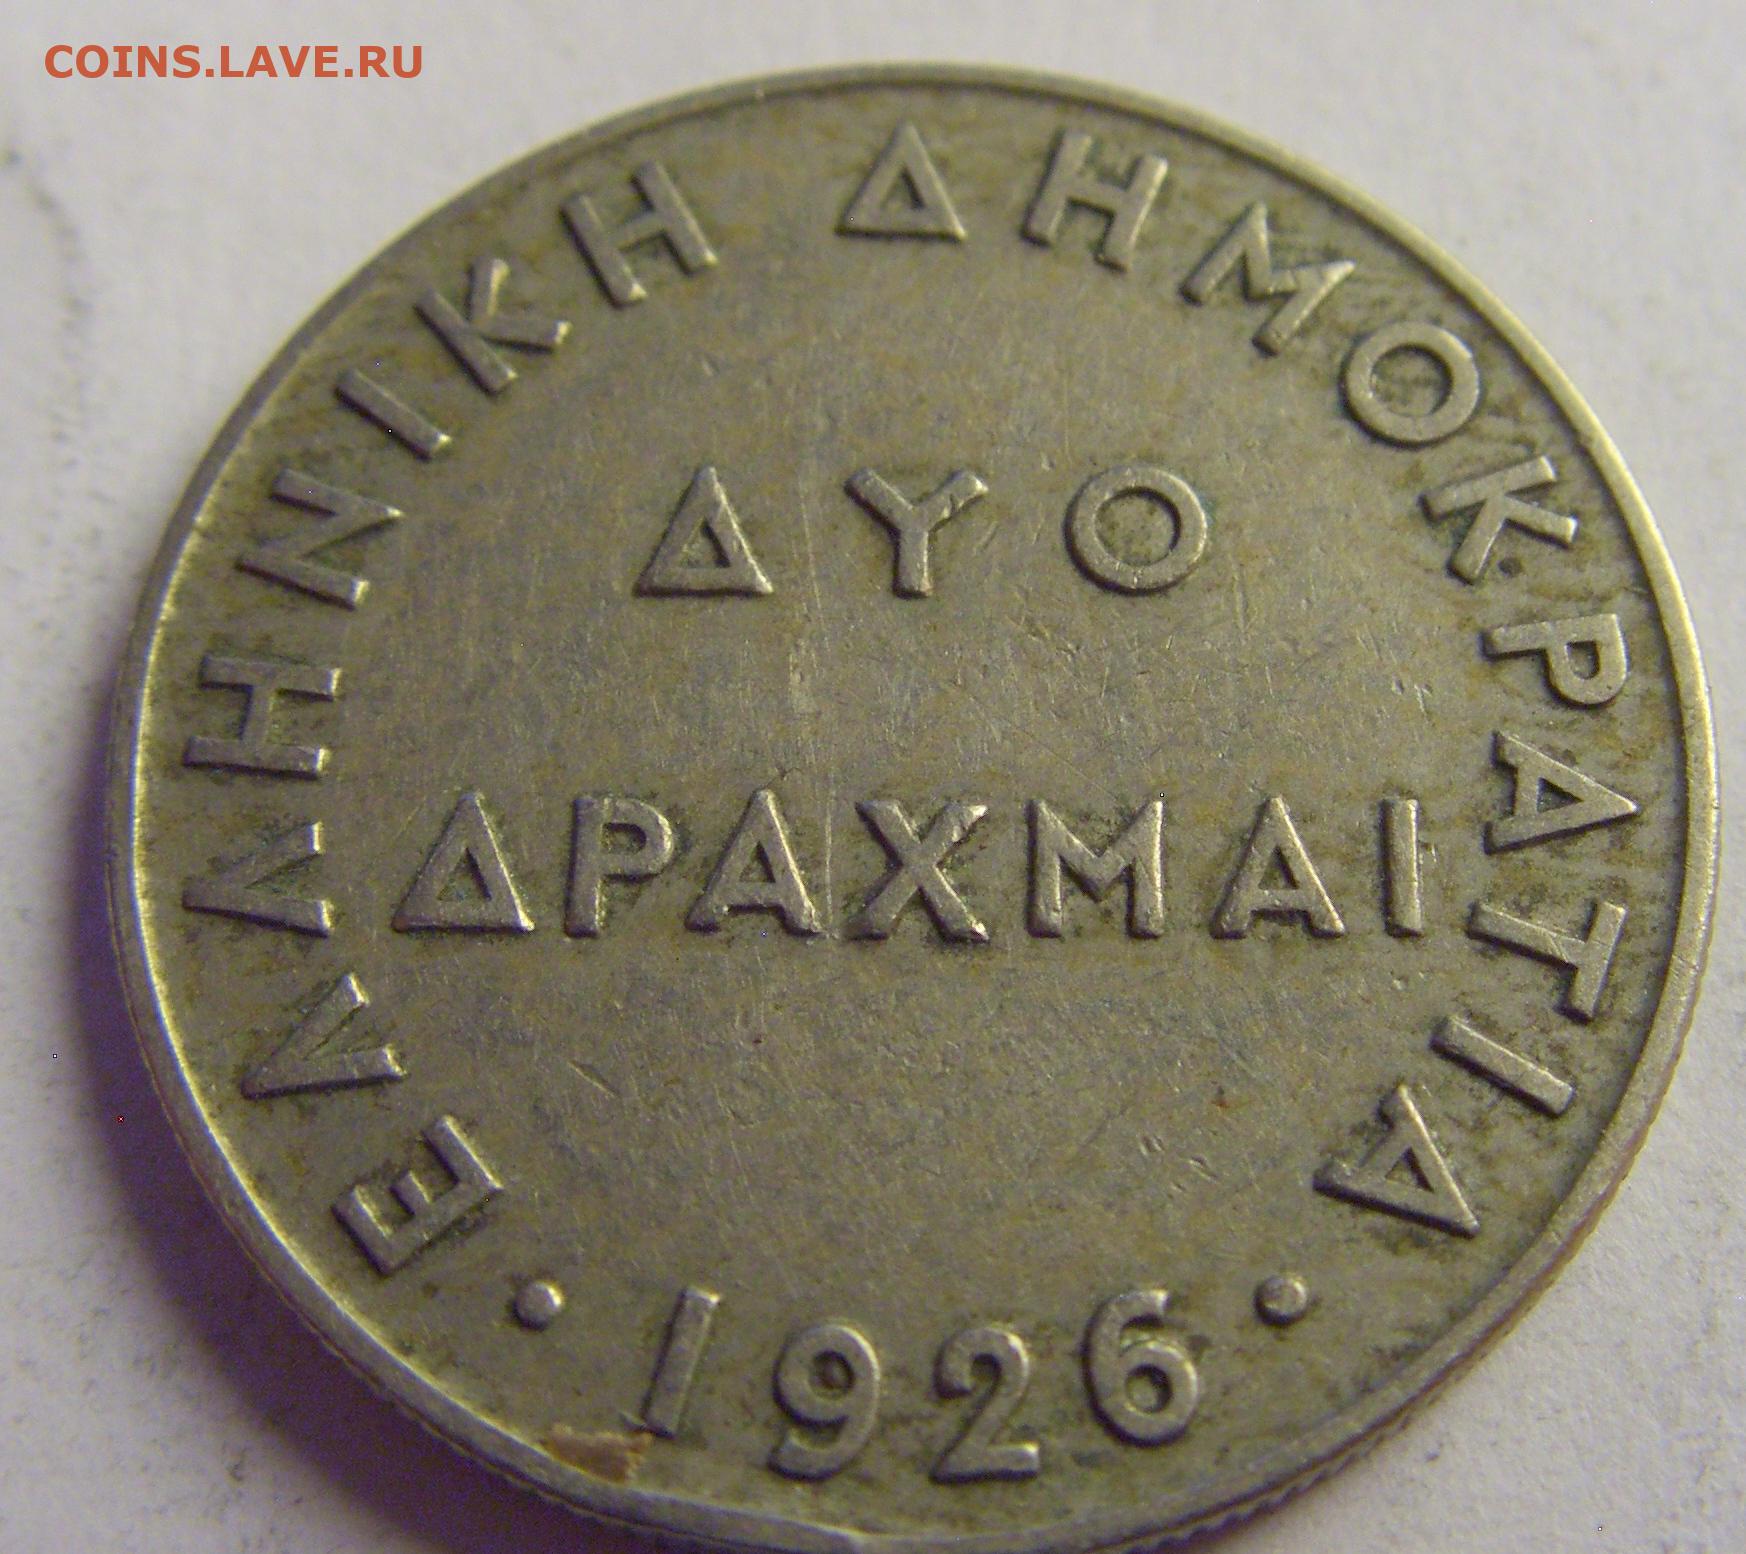 COINS.LAVE.RU
ΕΛΛΗΝΙΚΗ ΔΗΜΟΚΡΑΤΙΑ
ΔΥΟ
ΔΡΑΧΜΑΙ
· 1926 ·